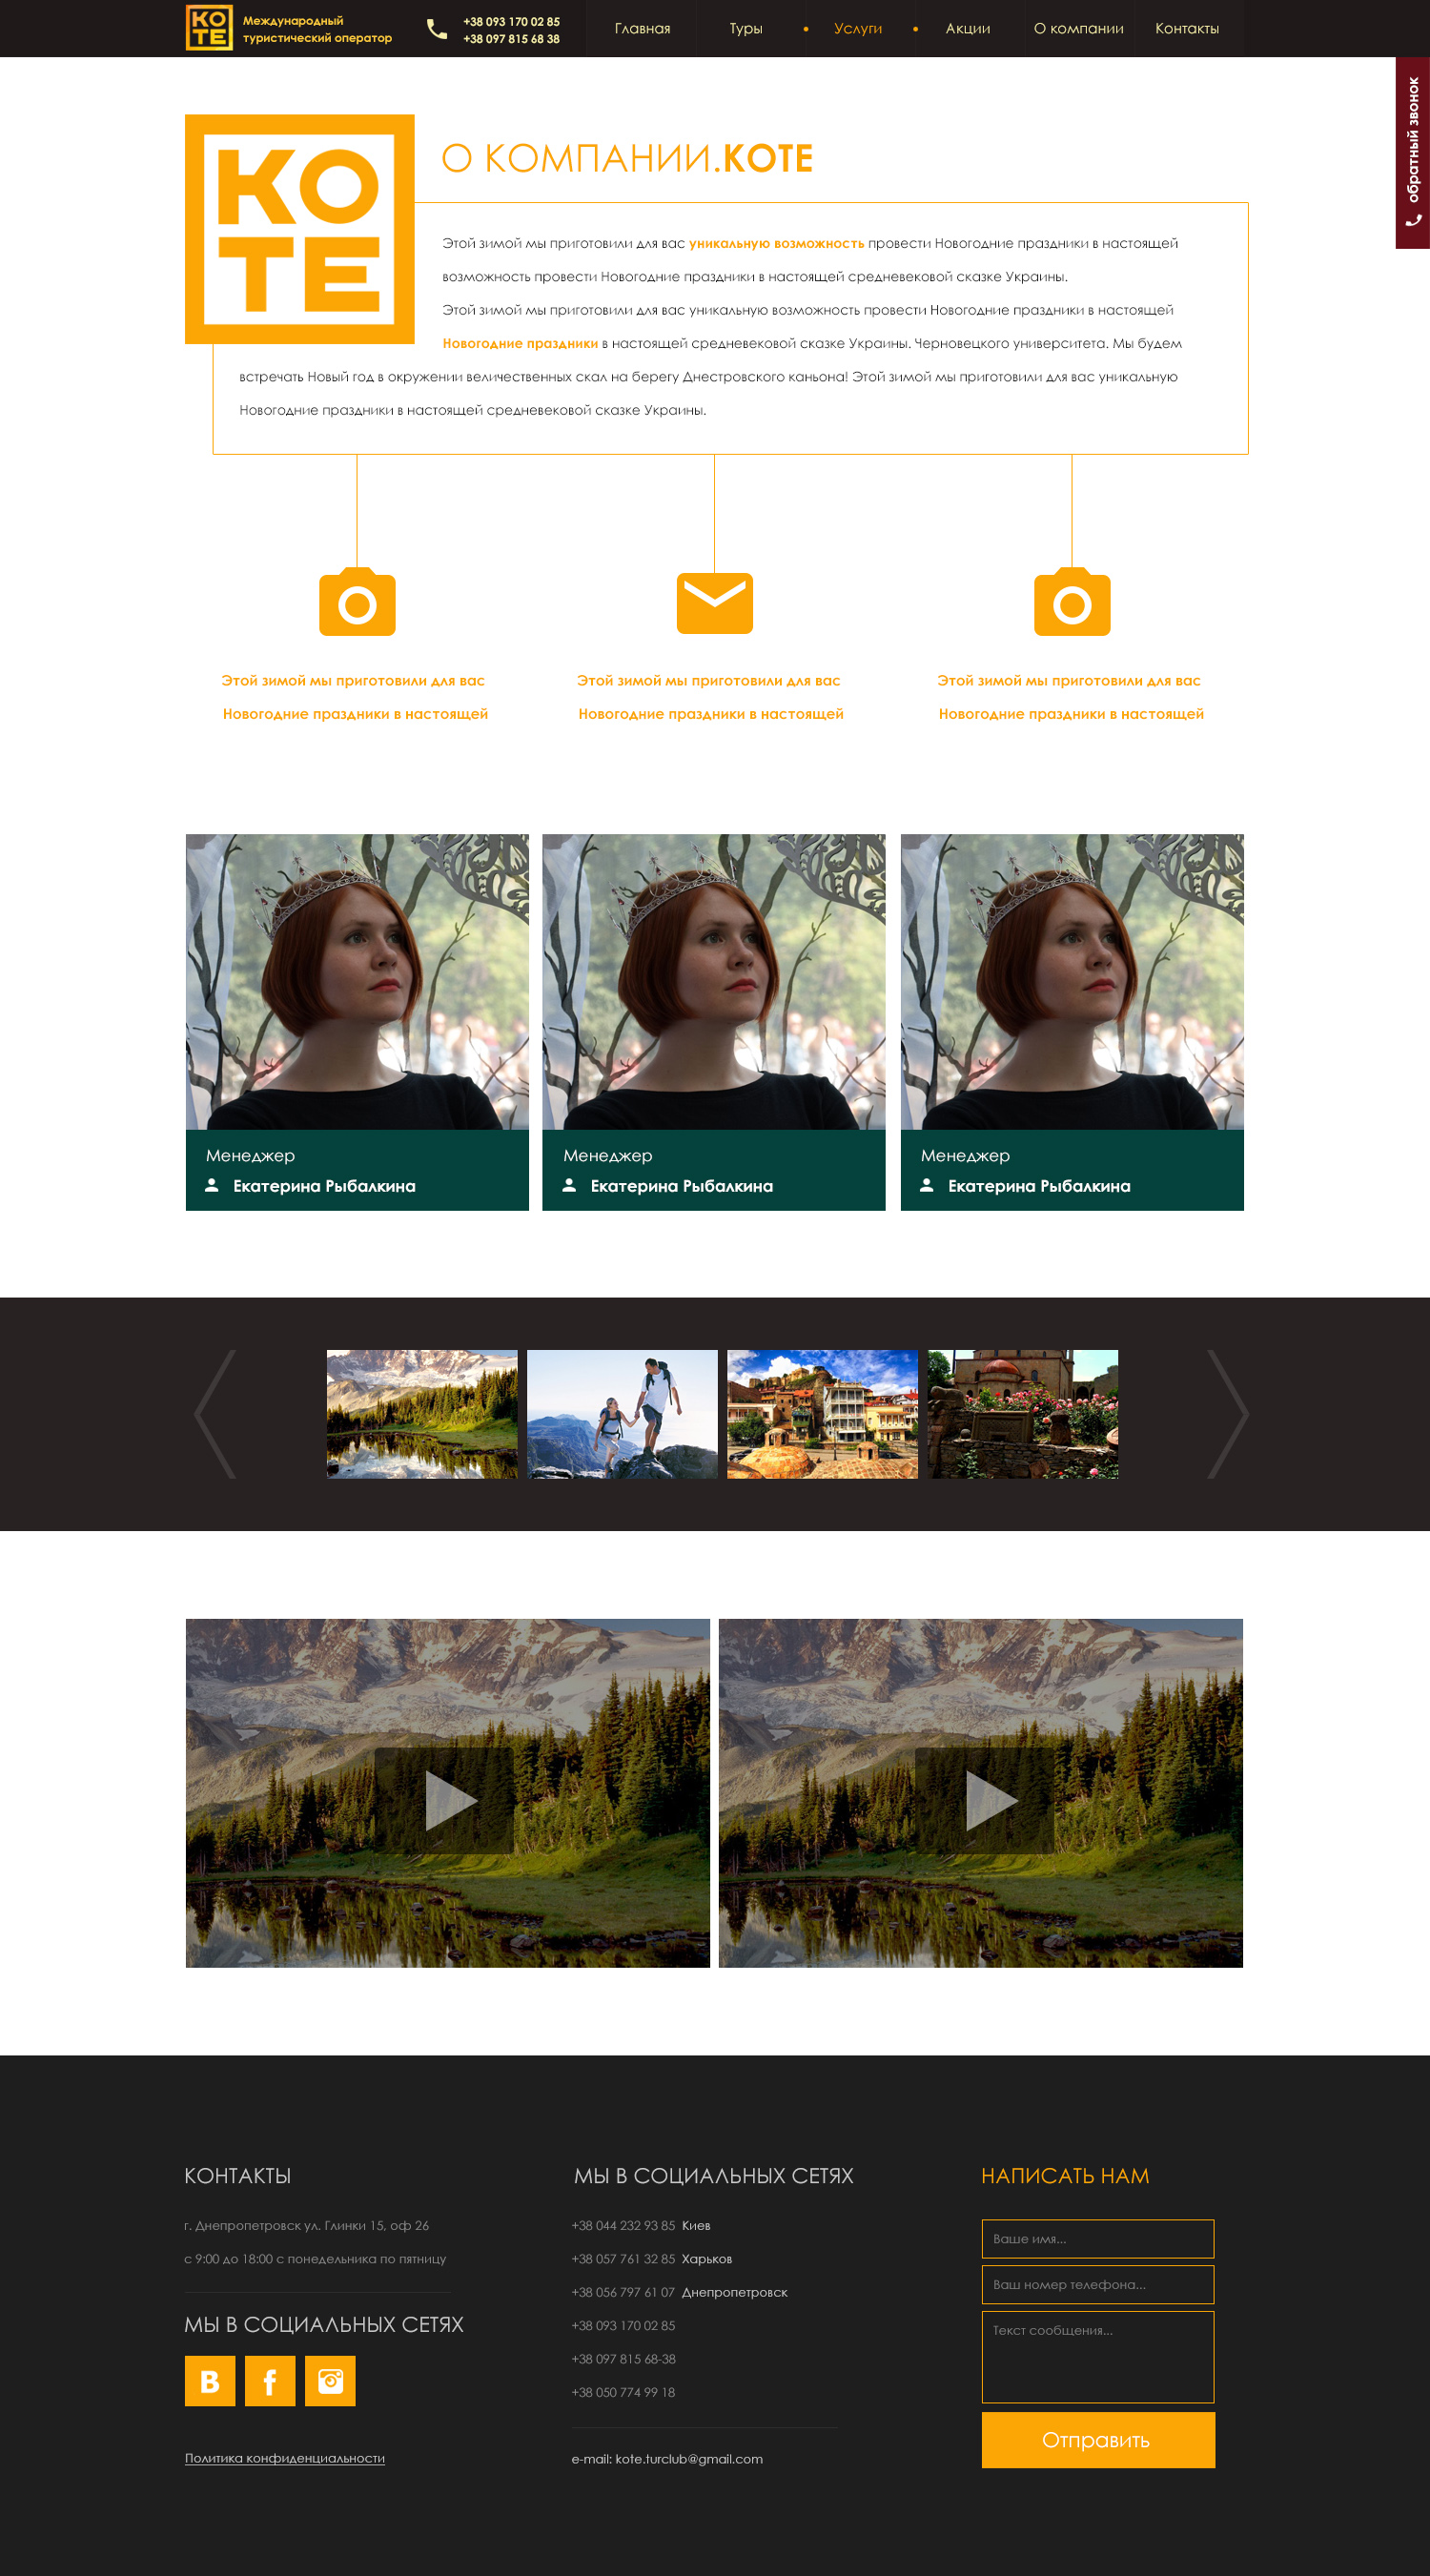 КОТЕ
Международный
туристический оператор
+38 093 170 02 85
+38 097 815 68 38
Главная
Туры
Услуги
Акции
О компании
Контакты
обратный звонок
КО
ТЕ
О КОМПАНИИ.КОТЕ
Этой зимой мы приготовили для вас уникальную возможность провести Новогодние праздники в настоящей
возможность провести Новогодние праздники в настоящей средневековой сказке Украины.
Этой зимой мы приготовили для вас уникальную возможность провести Новогодние праздники в настоящей
Новогодние праздники в настоящей средневековой сказке Украины. Черновецкого университета. Мы будем
встречать Новый год в окружении величественных скал на берегу Днестровского каньона! Этой зимой мы приготовили для вас уникальную
Новогодние праздники в настоящей средневековой сказке Украины.
Этой зимой мы приготовили для вас
Новогодние праздники в настоящей
Этой зимой мы приготовили для вас
Новогодние праздники в настоящей
Этой зимой мы приготовили для вас
Новогодние праздники в настоящей
Менеджер
Екатерина Рыбалкина
Менеджер
Екатерина Рыбалкина
Менеджер
Екатерина Рыбалкина
КОНТАКТЫ
г. Днепропетровск ул. Глинки 15, оф 26
с 9:00 до 18:00 с понедельника по пятницу
МЫ В СОЦИАЛЬНЫХ СЕТЯХ
В f
Политика конфиденциальности
МЫ В СОЦИАЛЬНЫХ СЕТЯХ
+38 044 232 93 85 Киев
+38 057 761 32 85 Харьков
+38 056 797 61 07 Днепропетровск
+38 093 170 02 85
+38 097 815 68-38
+38 050 774 99 18
e-mail: kote.turclub@gmail.com
НАПИСАТЬ НАМ
Ваше имя...
Ваш номер телефона...
Текст сообщения...
Отправить